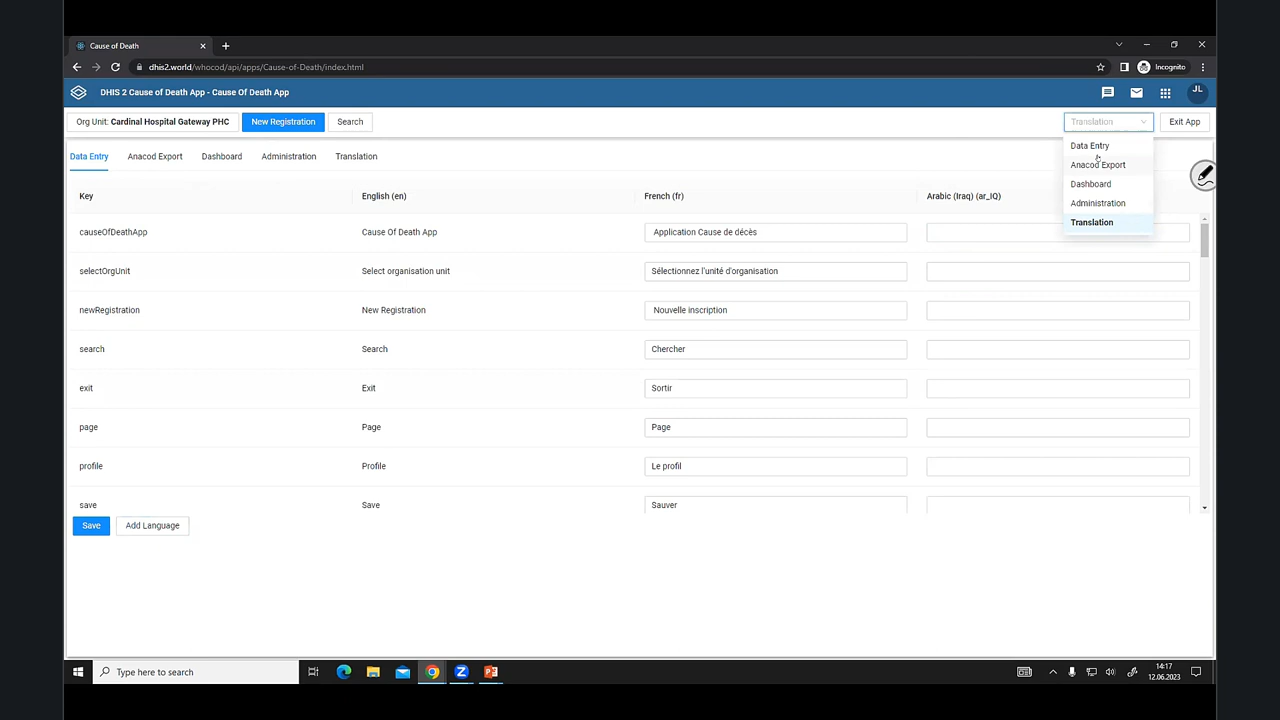 Cause of Death
dhis2.world/whocod/api/apps/Cause-of-Death/index.html
Incognito
DHIS 2 Cause of Death App - Cause Of Death App
JL
Org Unit: Cardinal Hospital Gateway PHC
New Registration
Search
Translation
Exit App
Data Entry
Anacod Export
Dashboard
Administration
Translation
Data Entry
Anacod Export
Dashboard
Administration
Translation
Key
English (en)
French (fr)
Arabic (Iraq) (ar_IQ)
causeOfDeathApp
Cause Of Death App
Application Cause de décès
selectOrgUnit
Select organisation unit
Sélectionnez l'unité d'organisation
newRegistration
New Registration
Nouvelle inscription
search
Search
Chercher
exit
Exit
Sortir
page
Page
Page
profile
Profile
Le profil
save
Save
Sauver
Save
Add Language
Type here to search
14:17
12.06.2023